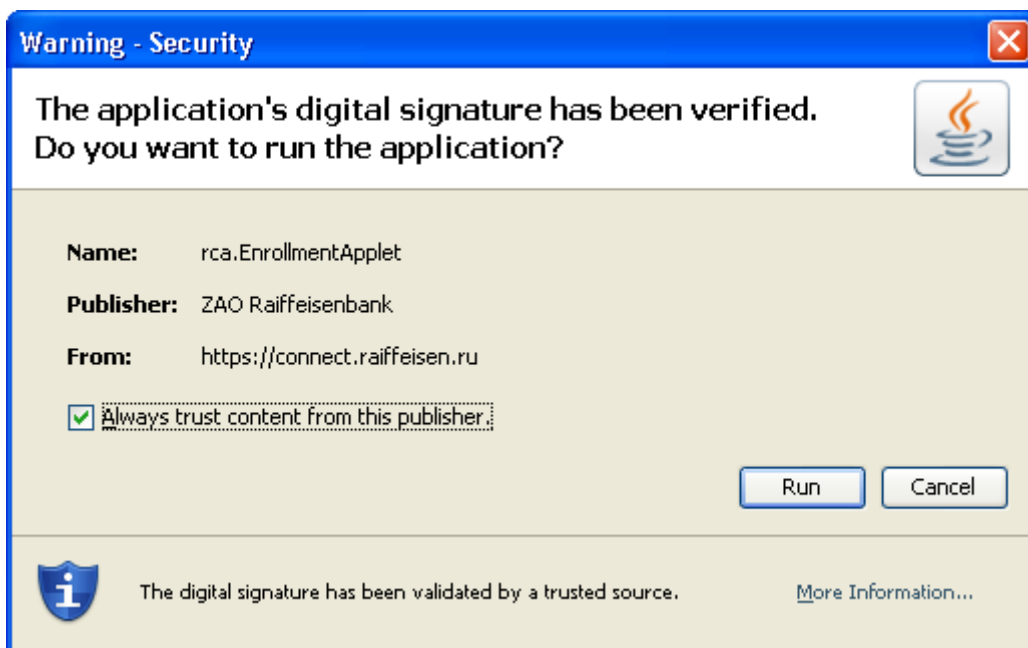 Warning - Security
The application's digital signature has been verified.
Do you want to run the application?
Name: rca.EnrollmentApplet
Publisher: ZAO Raiffeisenbank
From: https://connect.raiffeisen.ru
Always trust content from this publisher.
Run Cancel
The digital signature has been validated by a trusted source. More Information...